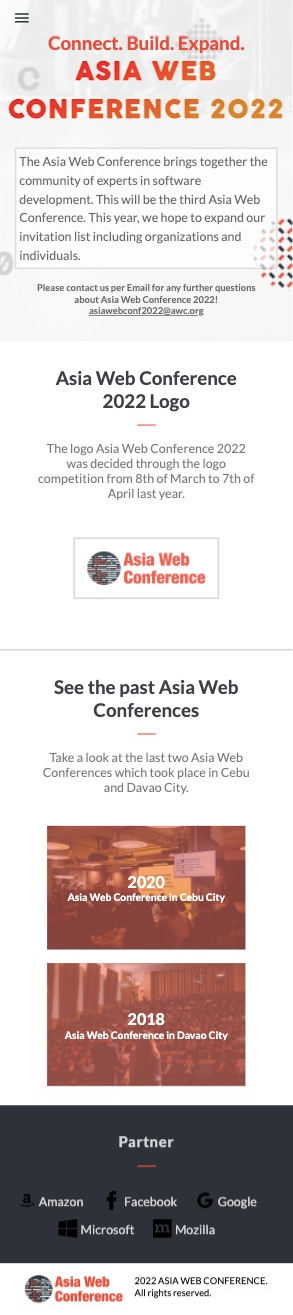 Connect. Build. Expand.
ASIA WEB
CONFERENCE 2022
The Asia Web Conference brings together the
community of experts in software
development. This will be the third Asia Web
Conference. This year, we hope to expand our
invitation list including organizations and
individuals.
Please contact us per Email for any further questions
about Asia Web Conference 2022!
asiawebconf2022@awc.org
Asia Web Conference
2022 Logo
The logo Asia Web Conference 2022
was decided through the logo
competition from 8th of March to 7th of
April last year.
Asia Web
Conference
See the past Asia Web
Conferences
Take a look at the last two Asia Web
Conferences which took place in Cebu
and Davao City.
2020
Asia Web Conference in Cebu City
2018
Asia Web Conference in Davao City
Partner
Amazon Facebook Google
Microsoft Mozilla
Asia Web
Conference
2022 ASIA WEB CONFERENCE.
All rights reserved.